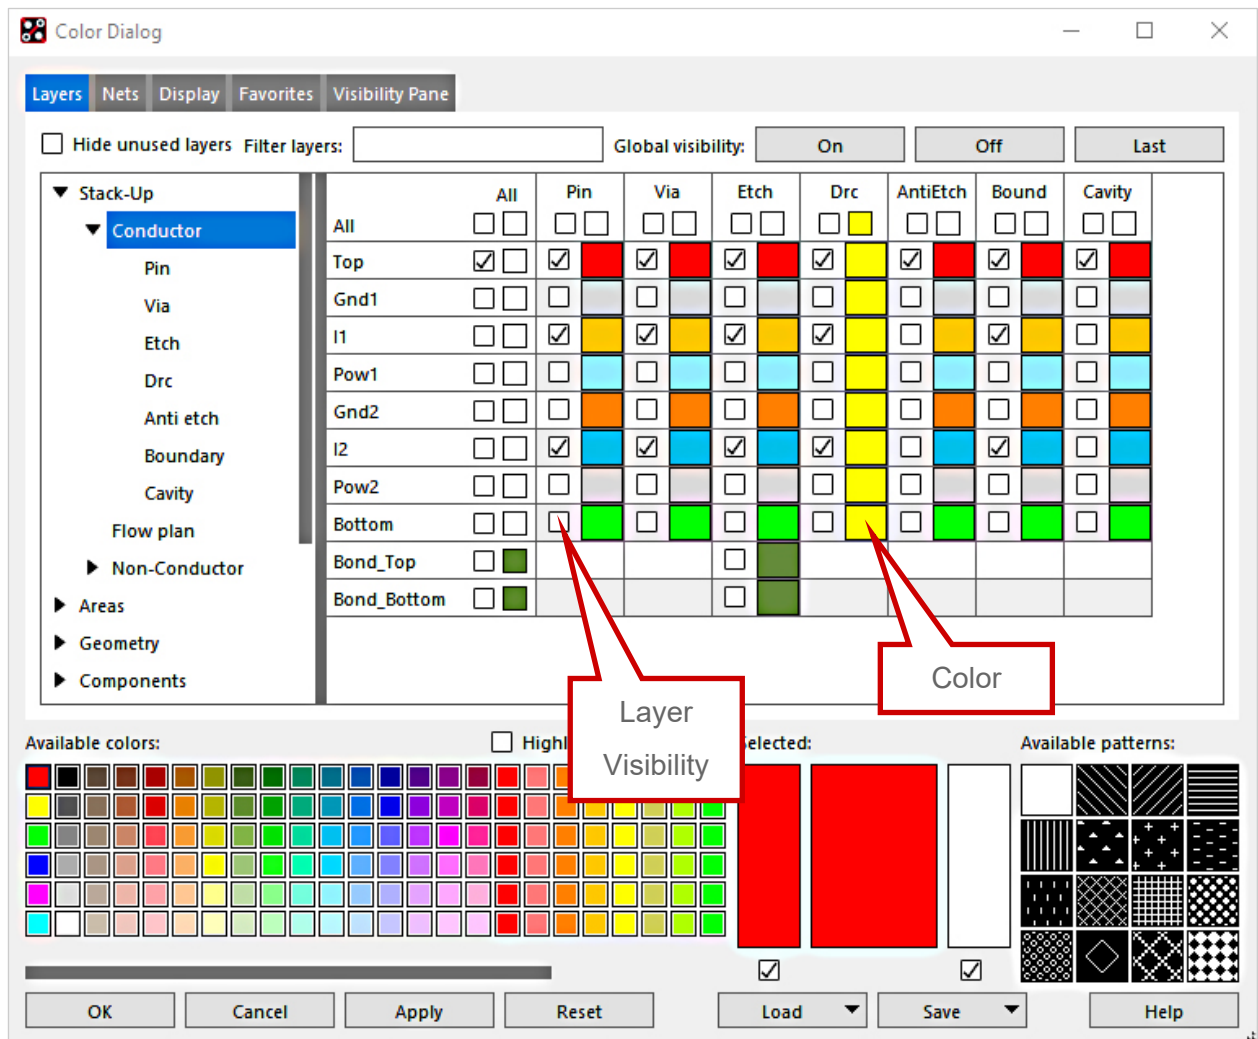 Color Dialog
Layers Nets Display Favorites Visibility Pane
Hide unused layers Filter layers: Global visibility: On Off Last
Stack-Up
Conductor
Pin
Via
Etch
Drc
Anti etch
Boundary
Cavity
Flow plan
Non-Conductor
Areas
Geometry
Components
All Pin Via Etch Drc AntiEtch Bound Cavity
All
Top
Gnd1
I1
Pow1
Gnd2
I2
Pow2
Bottom
Bond_Top
Bond_Bottom
Layer
Visibility
Color
Available colors: Highl elected: Available patterns:
OK Cancel Apply Reset Load Save Help